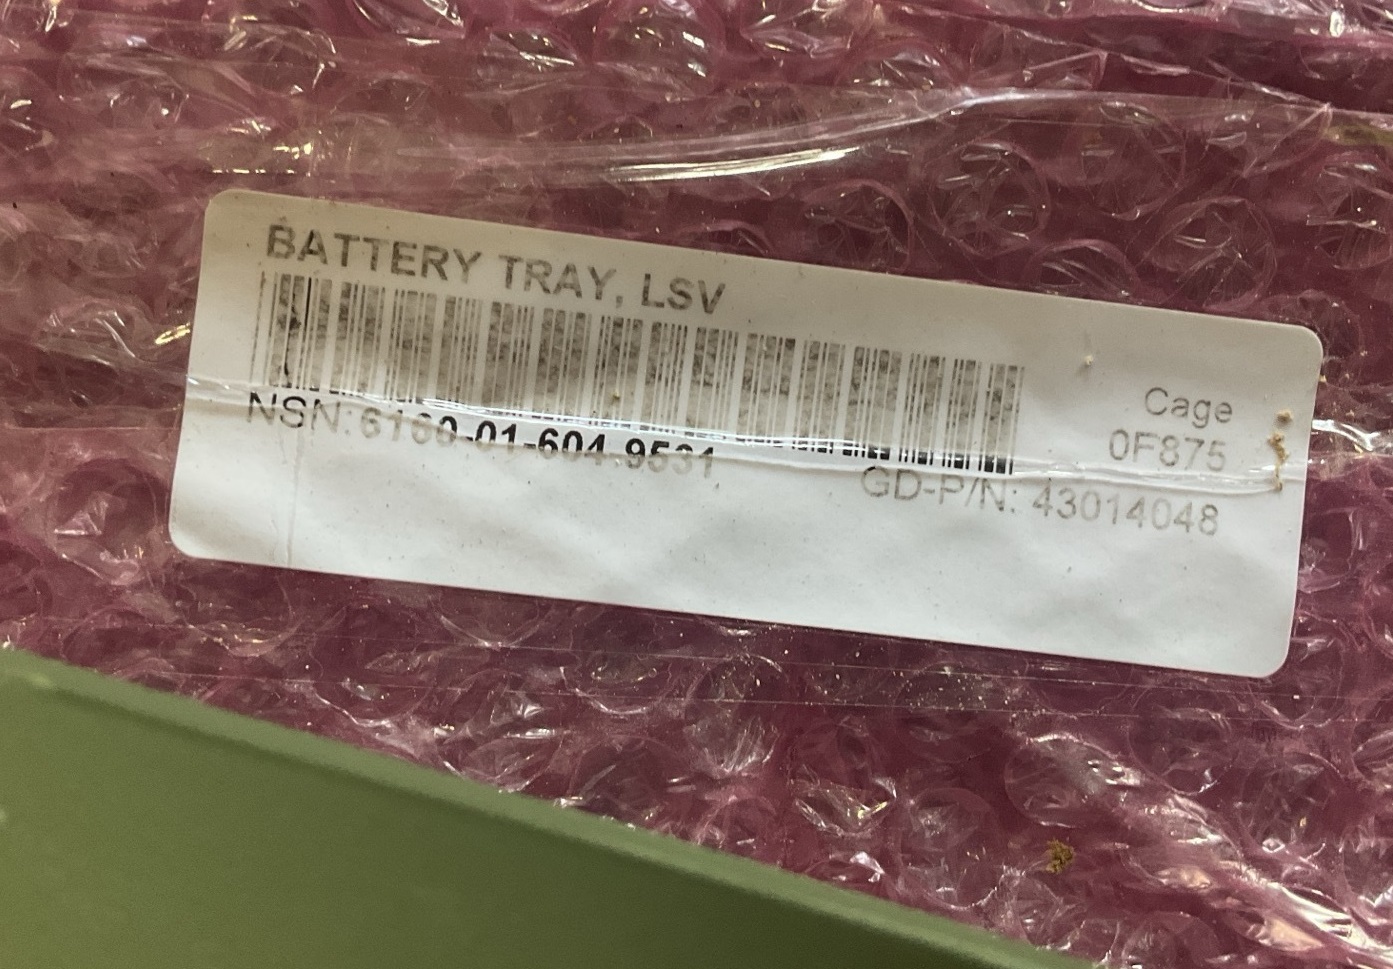 BATTERY TRAY, LSV
NSN: 6160-01-604-9531
Cage
0F875
GD-P/N: 43014048